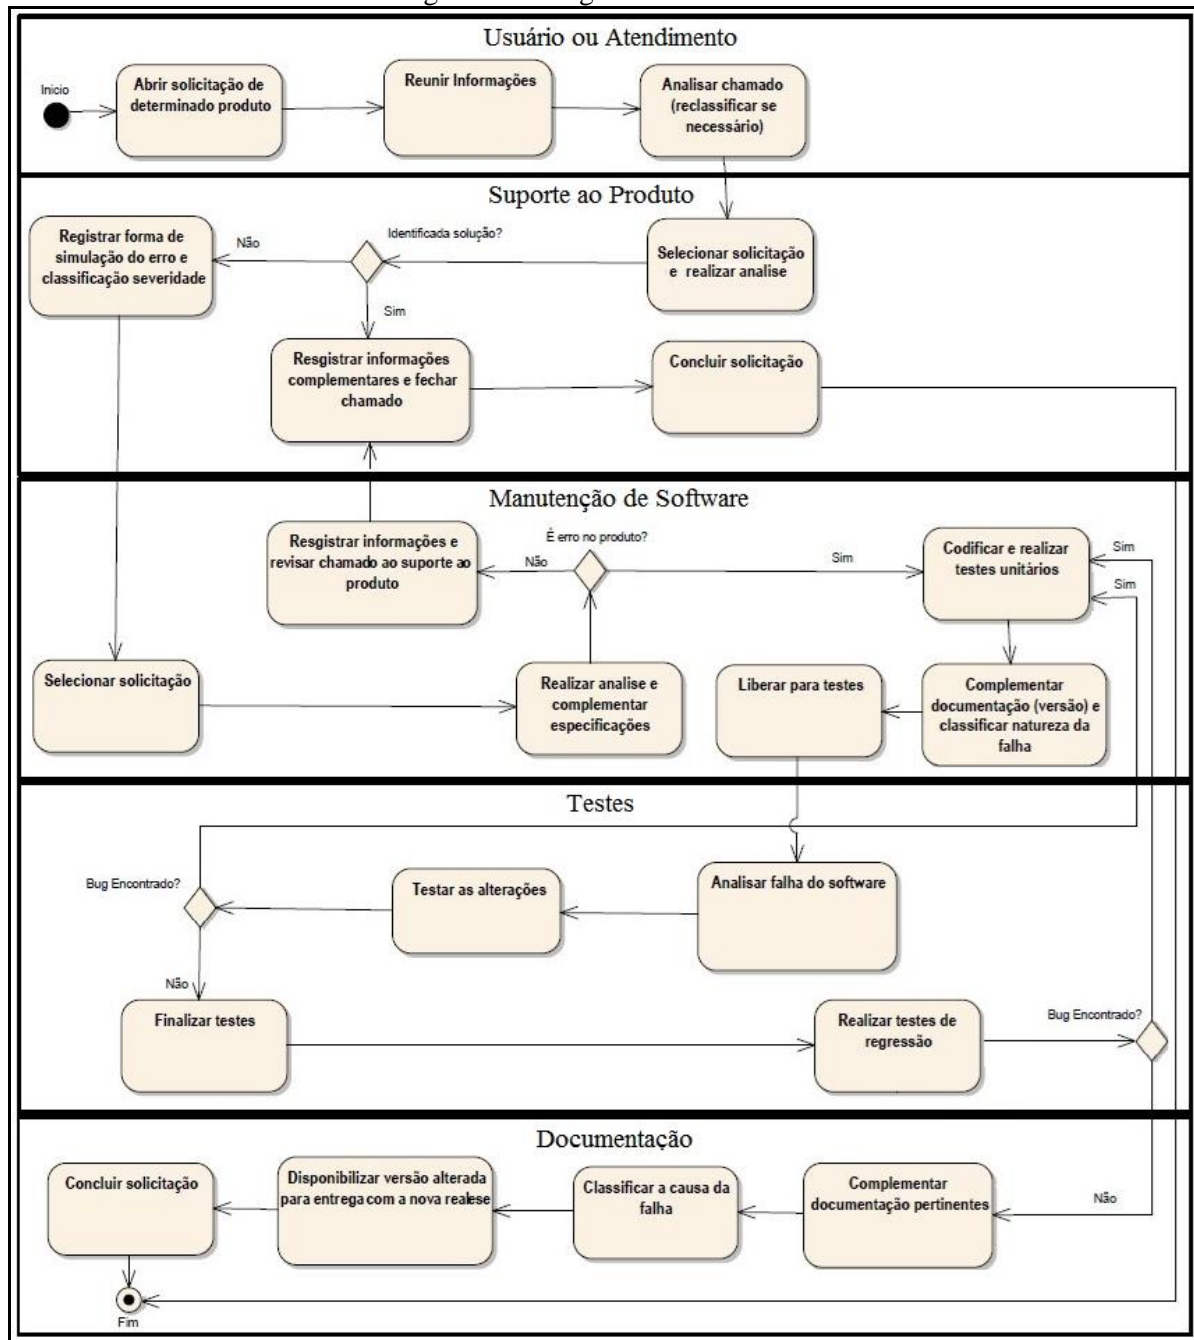 Usuário ou Atendimento
Inicio
Abrir solicitação de
determinado produto
Reunir Informações
Analisar chamado
(reclassificar se
necessário)
Suporte ao Produto
Registrar forma de
simulação do erro e
classificação severidade
Não
Identificada solução?
Selecionar solicitação
e realizar analise
Sim
Resgistrar informações
complementares e fechar
chamado
Concluir solicitação
Manutenção de Software
Resgistrar informações e
revisar chamado ao suporte ao
produto
É erro no produto?
Não
Sim
Codificar e realizar
testes unitários
Sim
Sim
Selecionar solicitação
Realizar analise e
complementar
especificações
Liberar para testes
Complementar
documentação (versão) e
classificar natureza da
falha
Testes
Bug Encontrado?
Testar as alterações
Analisar falha do software
Não
Finalizar testes
Realizar testes de
regressão
Bug Encontrado?
Documentação
Concluir solicitação
Disponibilizar versão alterada
para entrega com a nova realese
Classificar a causa da
falha
Complementar
documentação pertinentes
Não
Fim